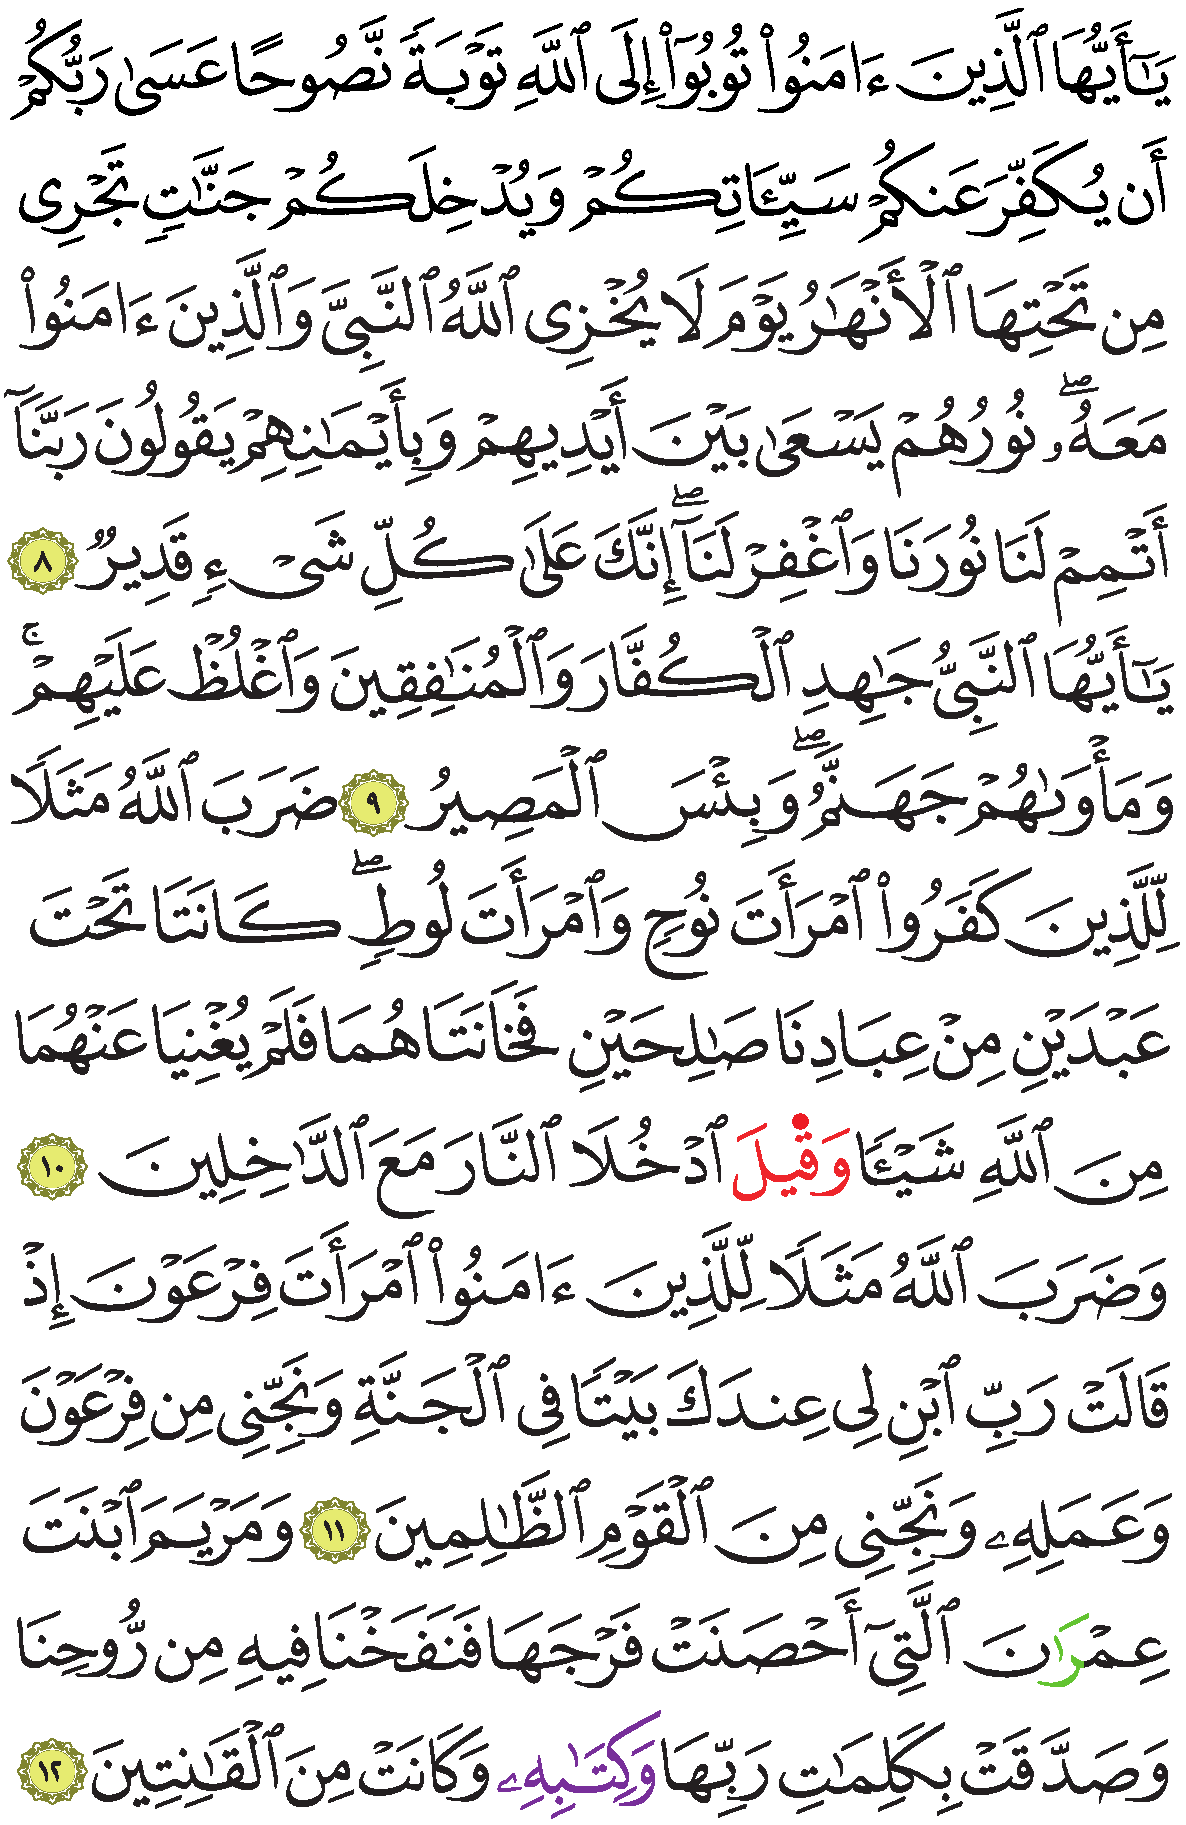 يَـٰٓأَيُّهَا ٱلَّذِينَ ءَامَنُوا۟ تُوبُوٓا۟ إِلَى ٱللَّهِ تَوْبَةً نَّصُوحًا عَسَىٰ رَبُّكُمْ
أَن يُكَفِّرَ عَنكُمْ سَيِّـَٔاتِكُمْ وَيُدْخِلَكُمْ جَنَّـٰتٍ تَجْرِى
مِن تَحْتِهَا ٱلْأَنْهَـٰرُ يَوْمَ لَا يُخْزِى ٱللَّهُ ٱلنَّبِىَّ وَٱلَّذِينَ ءَامَنُوا۟
مَعَهُۥ ۖ نُورُهُمْ يَسْعَىٰ بَيْنَ أَيْدِيهِمْ وَبِأَيْمَـٰنِهِمْ يَقُولُونَ رَبَّنَآ
أَتْمِمْ لَنَا نُورَنَا وَٱغْفِرْ لَنَآ ۖ إِنَّكَ عَلَىٰ كُلِّ شَىْءٍ قَدِيرٌ ٨
يَـٰٓأَيُّهَا ٱلنَّبِىُّ جَـٰهِدِ ٱلْكُفَّارَ وَٱلْمُنَـٰفِقِينَ وَٱغْلُظْ عَلَيْهِمْ ۚ
وَمَأْوَىٰهُمْ جَهَنَّمُ ۖ وَبِئْسَ ٱلْمَصِيرُ ٩ ضَرَبَ ٱللَّهُ مَثَلًا
لِّلَّذِينَ كَفَرُوا۟ ٱمْرَأَتَ نُوحٍ وَٱمْرَأَتَ لُوطٍ ۖ كَانَتَا تَحْتَ
عَبْدَيْنِ مِنْ عِبَادِنَا صَـٰلِحَيْنِ فَخَانَتَاهُمَا فَلَمْ يُغْنِيَا عَنْهُمَا
مِنَ ٱللَّهِ شَيْـًٔا وَقِيلَ ٱدْخُلَا ٱلنَّارَ مَعَ ٱلدَّٰخِلِينَ ١٠
وَضَرَبَ ٱللَّهُ مَثَلًا لِّلَّذِينَ ءَامَنُوا۟ ٱمْرَأَتَ فِرْعَوْنَ إِذْ
قَالَتْ رَبِّ ٱبْنِ لِى عِندَكَ بَيْتًا فِى ٱلْجَنَّةِ وَنَجِّنِى مِن فِرْعَوْنَ
وَعَمَلِهِۦ وَنَجِّنِى مِنَ ٱلْقَوْمِ ٱلظَّـٰلِمِينَ ١١ وَمَرْيَمَ ٱبْنَتَ
عِمْرَٰنَ ٱلَّتِىٓ أَحْصَنَتْ فَرْجَهَا فَنَفَخْنَا فِيهِ مِن رُّوحِنَا
وَصَدَّقَتْ بِكَلِمَـٰتِ رَبِّهَا وَكِتَـٰبِهِۦ وَكَانَتْ مِنَ ٱلْقَـٰنِتِينَ ١٢